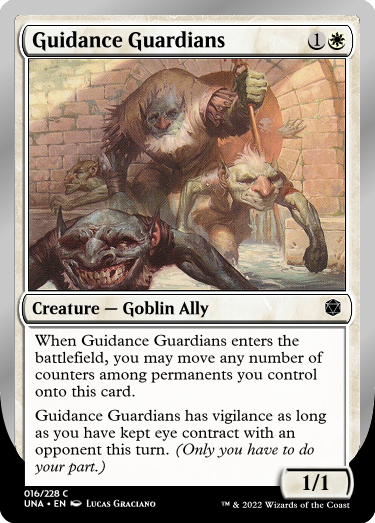 Guidance Guardians 1
Creature — Goblin Ally
When Guidance Guardians enters the
battlefield, you may move any number of
counters among permanents you control
onto this card.
Guidance Guardians has vigilance as long
as you have kept eye contract with an
opponent this turn. (Only you have to do
your part.)
1/1
016/228 C
UNA • EN Lucas Graciano
™ & 2022 Wizards of the Coast